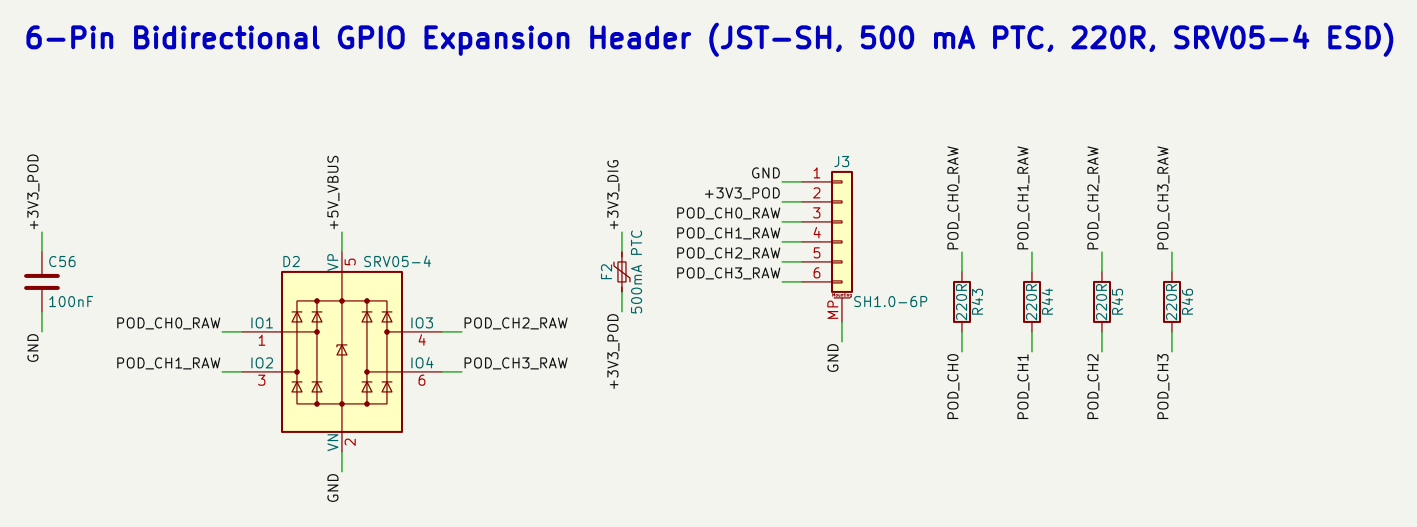 6-Pin Bidirectional GPIO Expansion Header (JST-SH, 500 mA PTC, 220R, SRV05-4 ESD)
+3V3_POD
C56
100nF
GND
+5V_VBUS
D2
VP
5
SRV05-4
POD_CH0_RAW
IO1
1
POD_CH1_RAW
IO2
3
IO3
4
POD_CH2_RAW
IO4
6
POD_CH3_RAW
VN
2
GND
+3V3_DIG
F2
500mA PTC
+3V3_POD
J3
GND
1
+3V3_POD
2
POD_CH0_RAW
3
POD_CH1_RAW
4
POD_CH2_RAW
5
POD_CH3_RAW
6
Mounting
MP
SH1.0-6P
GND
POD_CH0_RAW
220R
R43
POD_CH0
POD_CH1_RAW
220R
R44
POD_CH1
POD_CH2_RAW
220R
R45
POD_CH2
POD_CH3_RAW
220R
R46
POD_CH3